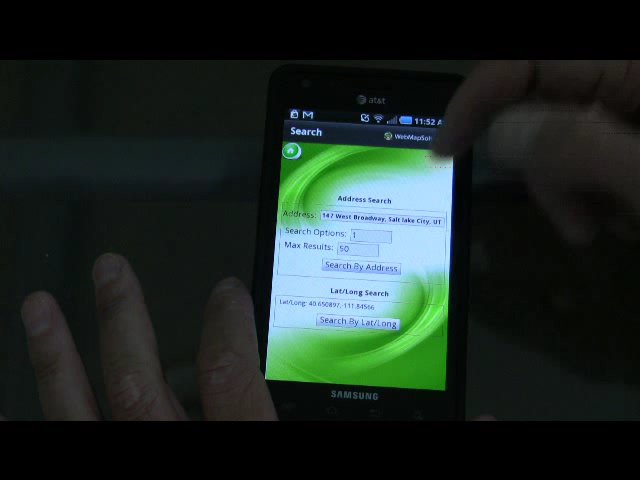 at&t
11:52 A
Search
WebMapSol
Address Search
Address: 147 West Broadway, Salt lake City, UT
Search Options: 1
Max Results: 50
Search By Address
Lat/Long Search
Lat/Long: 40.650897,-111.84566
Search By Lat/Long
SAMSUNG